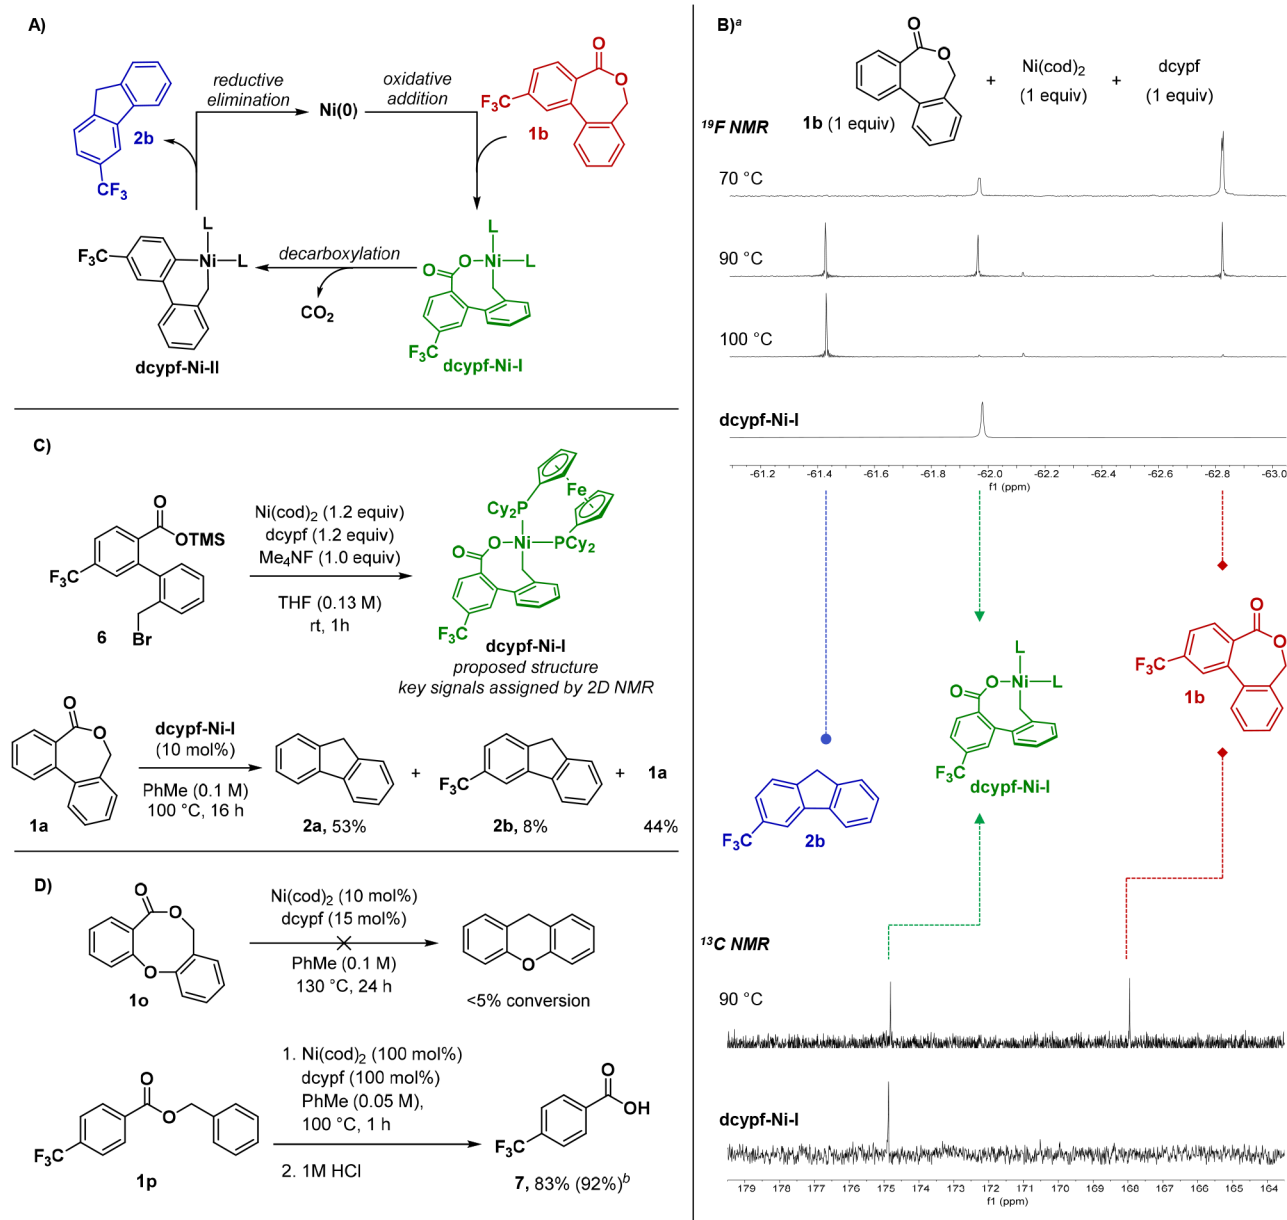 A)
reductive
elimination
Ni(0)
oxidative
addition
2b
CF3
O
O
F3C
1b
F3C
L
Ni
L
decarboxylation
CO2
L
O
O
Ni
L
F3C
dcypf-Ni-II
dcypf-Ni-I
B)a
O
O
1b (1 equiv)
+
Ni(cod)2
(1 equiv)
+
dcypf
(1 equiv)
19F NMR
70 °C
90 °C
100 °C
dcypf-Ni-I
-61.2 -61.4 -61.6 -61.8 -62.0 -62.2 -62.4 -62.6 -62.8 -63.0
f1 (ppm)
C)
O
OTMS
F3C
Br
6
Ni(cod)2 (1.2 equiv)
dcypf (1.2 equiv)
Me4NF (1.0 equiv)
THF (0.13 M)
rt, 1h
Fe
Cy2P
O
O
Ni
PCy2
F3C
dcypf-Ni-I
proposed structure
key signals assigned by 2D NMR
O
O
1a
dcypf-Ni-I
(10 mol%)
PhMe (0.1 M)
100 °C, 16 h
2a, 53%
+
F3C
2b, 8%
+
1a
44%
F3C
2b
L
O
O
Ni
L
F3C
dcypf-Ni-I
O
O
F3C
1b
D)
O
O
O
1o
Ni(cod)2 (10 mol%)
dcypf (15 mol%)
PhMe (0.1 M)
130 °C, 24 h
O
<5% conversion
O
O
F3C
1p
1. Ni(cod)2 (100 mol%)
dcypf (100 mol%)
PhMe (0.05 M),
100 °C, 1 h
2. 1M HCl
O
OH
F3C
7, 83% (92%)b
13C NMR
90 °C
dcypf-Ni-I
179 178 177 176 175 174 173 172 171 170 169 168 167 166 165 164
f1 (ppm)